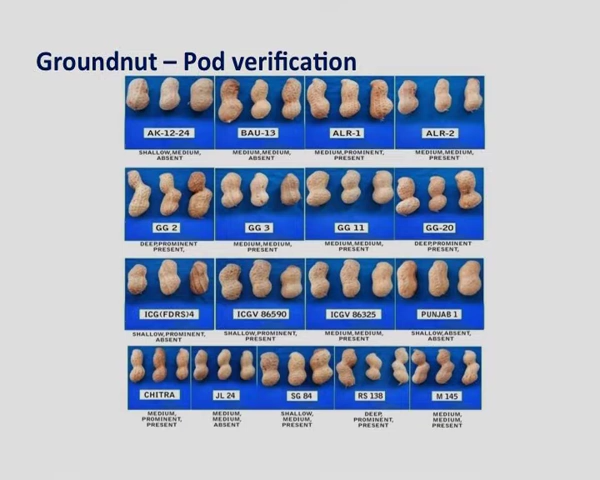 Groundnut – Pod verification
AK-12-24 BAU-13 ALR-1 ALR-2
SHALLOW,MEDIUM, MEDIUM,MEDIUM, MEDIUM,PROMINENT, MEDIUM,MEDIUM,
ABSENT ABSENT PRESENT PRESENT
GG 2 GG 3 GG 11 GG-20
DEEP,PROMINENT MEDIUM,MEDIUM, MEDIUM,MEDIUM, DEEP,PROMINENT
PRESENT, PRESENT PRESENT PRESENT,
ICG(FDRS)4 ICGV 86590 ICGV 86325 PUNJAB 1
SHALLOW,PROMINENT, SHALLOW,PROMINENT, MEDIUM,MEDIUM, SHALLOW,ABSENT,
ABSENT PRESENT PRESENT ABSENT
CHITRA JL 24 SG 84 RS 138 M 145
MEDIUM, MEDIUM, SHALLOW, DEEP, MEDIUM,
PROMINENT, MEDIUM, MEDIUM, PROMINENT, MEDIUM,
PRESENT ABSENT PRESENT PRESENT PRESENT